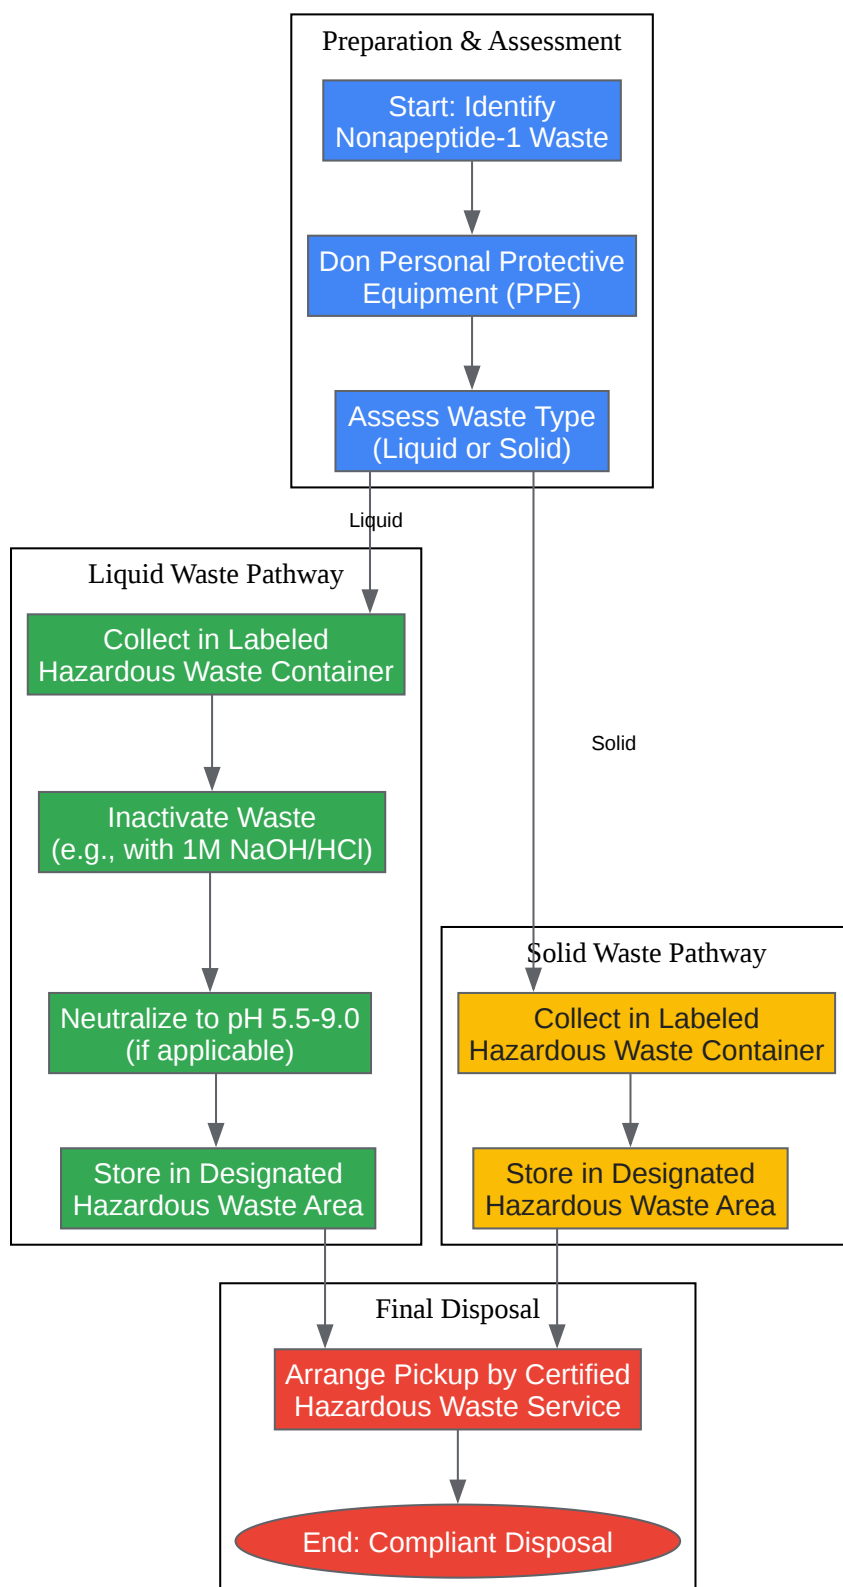 Preparation & Assessment
Start: Identify
Nonapeptide-1 Waste
Don Personal Protective
Equipment (PPE)
Assess Waste Type
(Liquid or Solid)
Liquid
Liquid Waste Pathway
Collect in Labeled
Hazardous Waste Container
Inactivate Waste
(e.g., with 1M NaOH/HCl)
Neutralize to pH 5.5-9.0
(if applicable)
Store in Designated
Hazardous Waste Area
Solid
Solid Waste Pathway
Collect in Labeled
Hazardous Waste Container
Store in Designated
Hazardous Waste Area
Final Disposal
Arrange Pickup by Certified
Hazardous Waste Service
End: Compliant Disposal